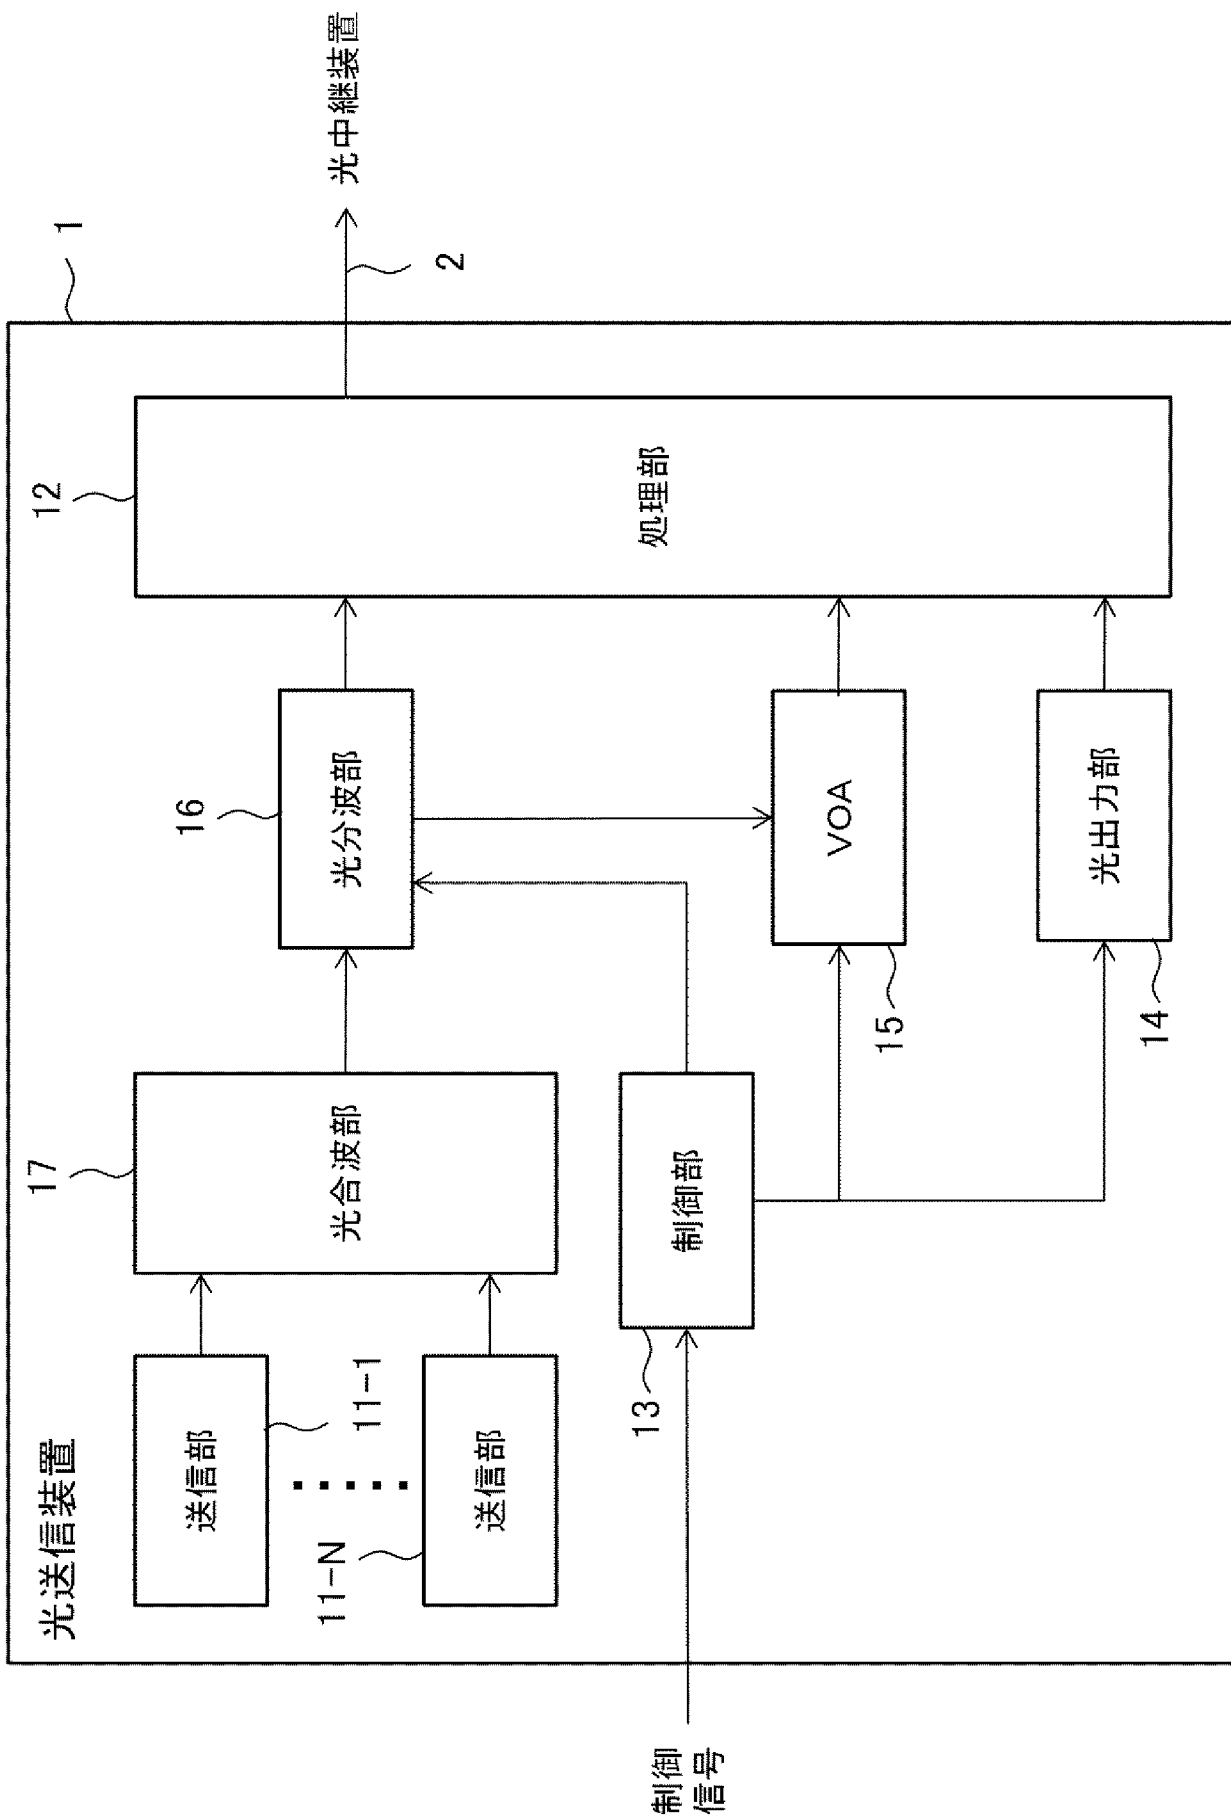 光送信装置
1
送信部
11-1
送信部
11-N
17
光合波部
16
光分波部
12
処理部
2
光中継装置
制御
信号
13
制御部
15
VOA
14
光出力部